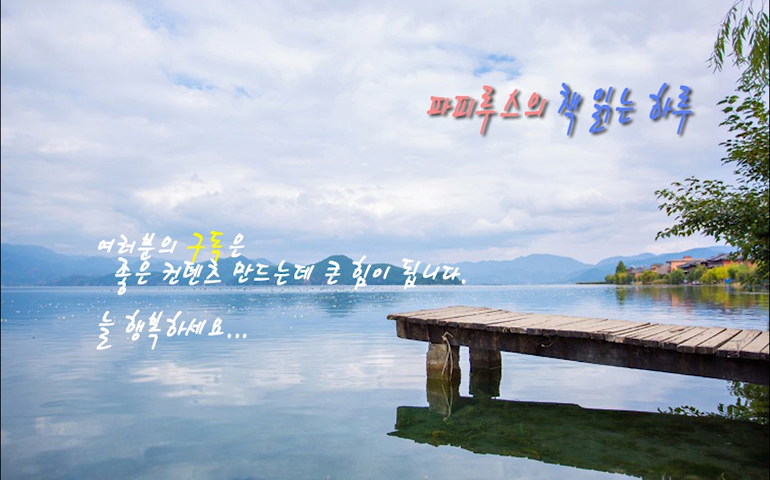 파피루스의 책 읽는 하루
여러분의 구독은
좋은 컨텐츠 만드는데 큰 힘이 됩니다.
늘 행복하세요...